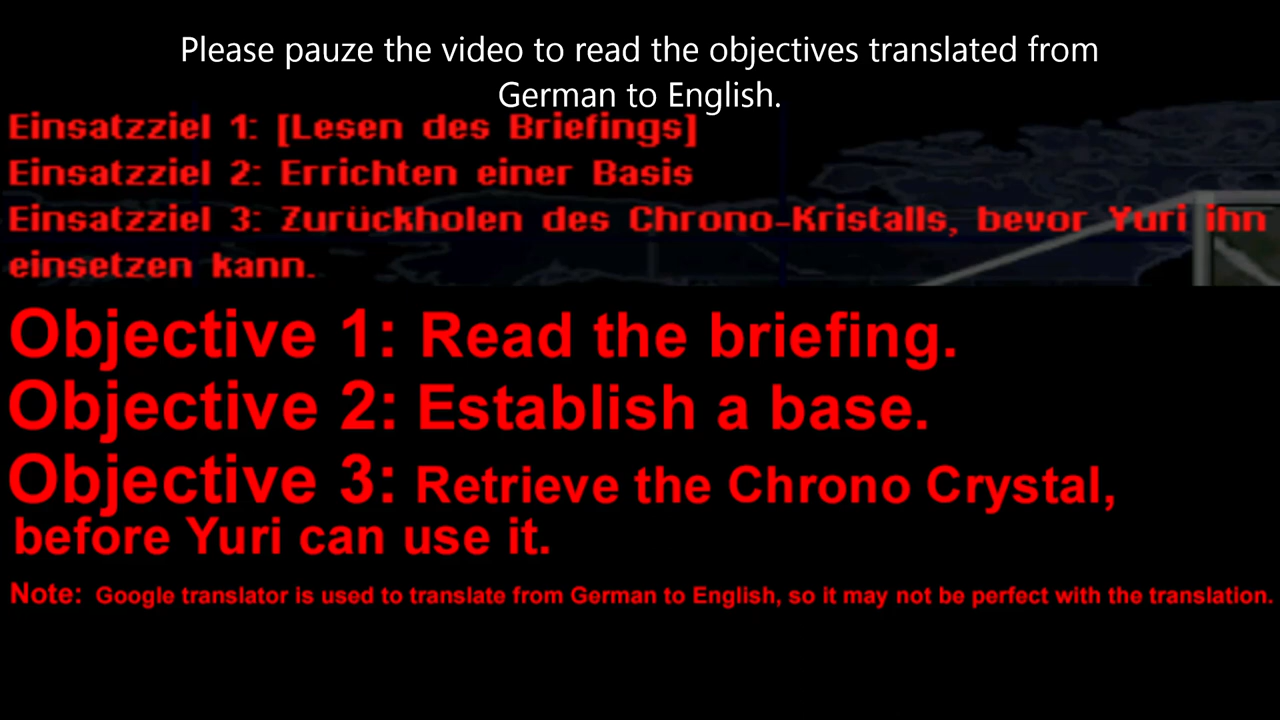 Please pauze the video to read the objectives translated from
German to English.
Einsatzziel 1: [Lesen des Briefings]
Einsatzziel 2: Errichten einer Basis
Einsatzziel 3: Zurückholen des Chrono-Kristalls, bevor Yuri ihn
einsetzen kann.
Objective 1: Read the briefing.
Objective 2: Establish a base.
Objective 3: Retrieve the Chrono Crystal,
before Yuri can use it.
Note: Google translator is used to translate from German to English, so it may not be perfect with the translation.